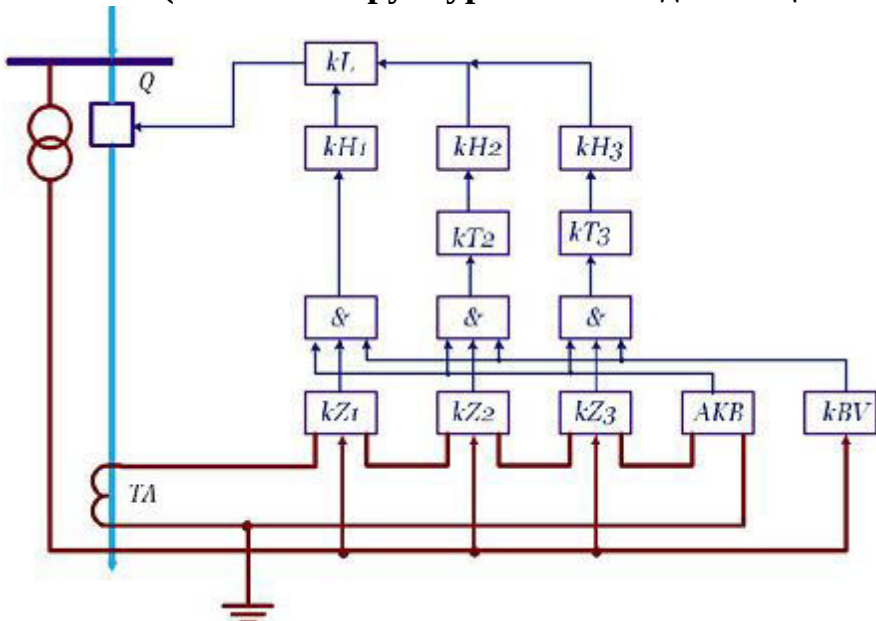 Q
kL
kH1 kH2 kH3
kT2 kT3
& & &
kZ1 kZ2 kZ3 AKB kBV
TA